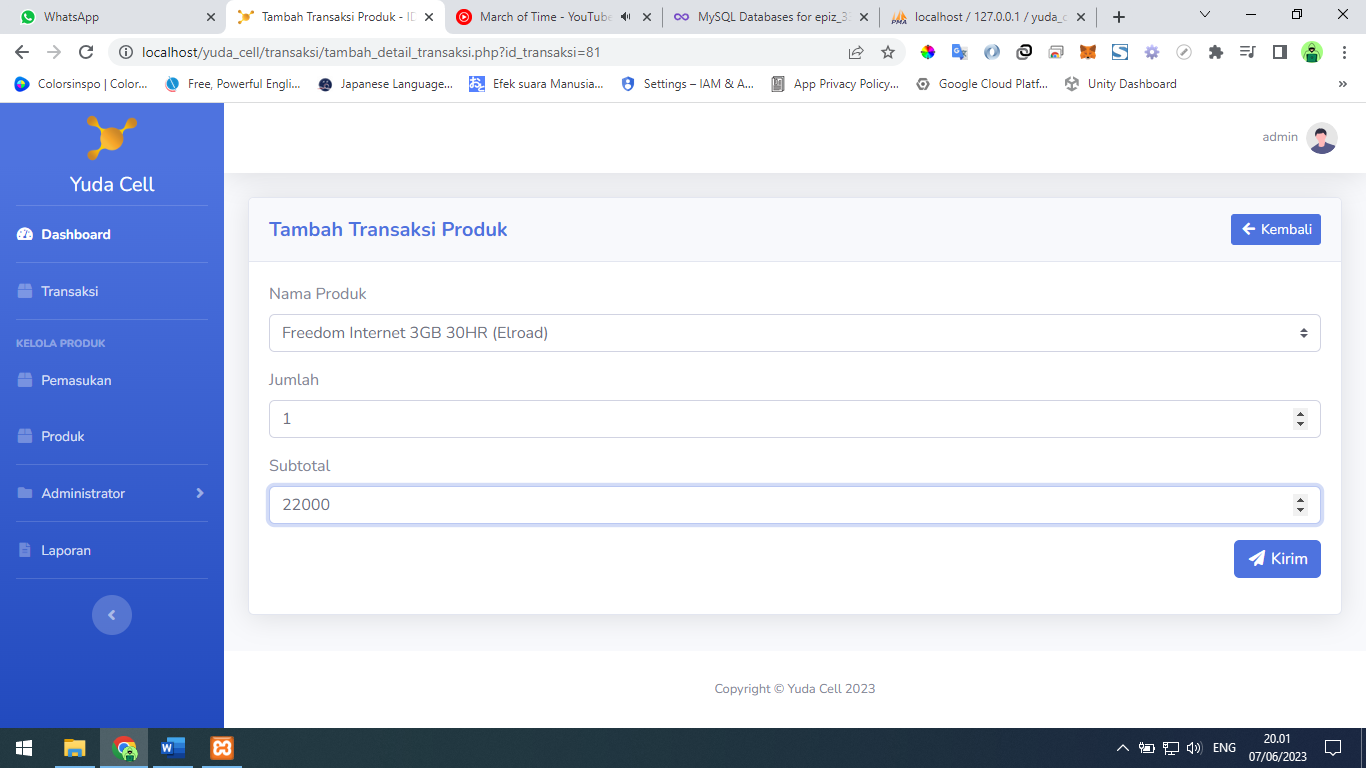 WhatsApp
Tambah Transaksi Produk - ID
March of Time - YouTube
MySQL Databases for epiz_3
localhost / 127.0.0.1 / yuda_c
localhost/yuda_cell/transaksi/tambah_detail_transaksi.php?id_transaksi=81
Colorsinspo | Color...
Free, Powerful Engli...
Japanese Language...
Efek suara Manusia...
Settings – IAM & A...
App Privacy Policy...
Google Cloud Platf...
Unity Dashboard
»
Yuda Cell
Dashboard
Transaksi
KELOLA PRODUK
Pemasukan
Produk
Administrator
Laporan
admin
Tambah Transaksi Produk
Kembali
Nama Produk
Freedom Internet 3GB 30HR (Elroad)
Jumlah
1
Subtotal
22000
Kirim
Copyright © Yuda Cell 2023
ENG
20.01
07/06/2023